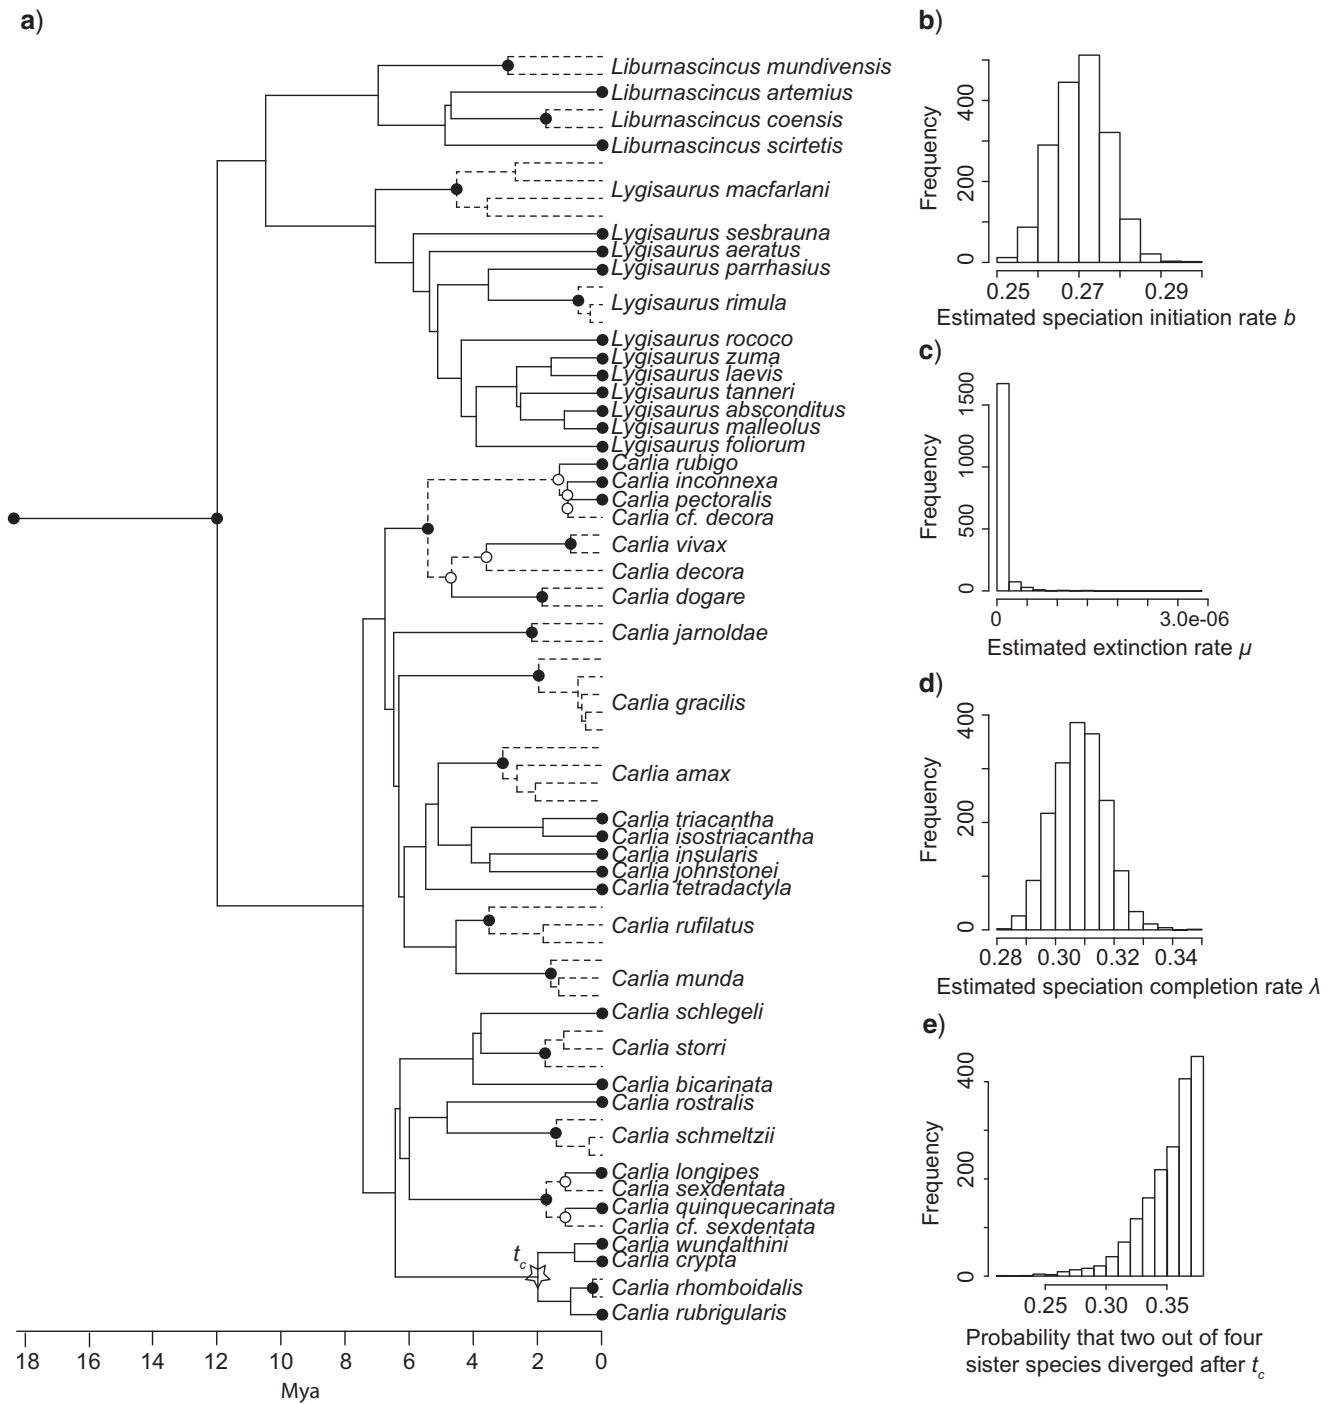 a)
Liburnascincus mundivensis
Liburnascincus artemius
Liburnascincus coensis
Liburnascincus scirtetis
Lygisaurus macfarlani
Lygisaurus sesbrauna
Lygisaurus aeratus
Lygisaurus parrhasius
Lygisaurus rimula
Lygisaurus rococo
Lygisaurus zuma
Lygisaurus laevis
Lygisaurus tanneri
Lygisaurus absconditus
Lygisaurus malleolus
Lygisaurus foliorum
Carlia rubigo
Carlia inconnexa
Carlia pectoralis
Carlia cf. decora
Carlia vivax
Carlia decora
Carlia dogare
Carlia jarnoldae
Carlia gracilis
Carlia amax
Carlia triacantha
Carlia isostriacantha
Carlia insularis
Carlia johnstonei
Carlia tetradactyla
Carlia rufilatus
Carlia munda
Carlia schlegeli
Carlia storri
Carlia bicarinata
Carlia rostralis
Carlia schmeltzii
Carlia longipes
Carlia sexdentata
Carlia quinquecarinata
Carlia cf. sexdentata
Carlia wundalthini
Carlia crypta
Carlia rhomboidalis
Carlia rubrigularis
tc
18 16 14 12 10 8 6 4 2 0
Mya
b)
Frequency
0 200 400
0.25 0.27 0.29
Estimated speciation initiation rate b
c)
Frequency
0 500 1000 1500
0 3.0e-06
Estimated extinction rate μ
d)
Frequency
0 200 400
0.28 0.30 0.32 0.34
Estimated speciation completion rate λ
e)
Frequency
0 200 400
0.25 0.30 0.35
Probability that two out of four
sister species diverged after tc